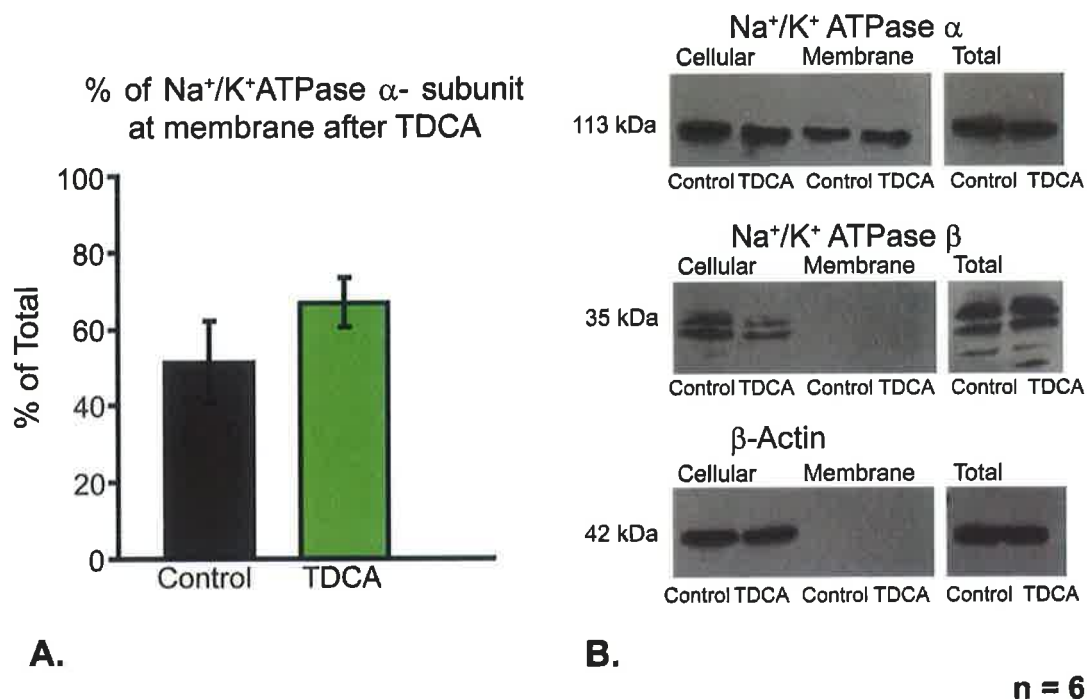 % of Na⁺/K⁺ATPase α- subunit
at membrane after TDCA
% of Total
100
80
60
40
20
0
Control TDCA
A.
Na⁺/K⁺ ATPase α
Cellular Membrane Total
113 kDa
Control TDCA Control TDCA Control TDCA
Na⁺/K⁺ ATPase β
Cellular Membrane Total
35 kDa
Control TDCA Control TDCA Control TDCA
β-Actin
Cellular Membrane Total
42 kDa
Control TDCA Control TDCA Control TDCA
B.
n = 6